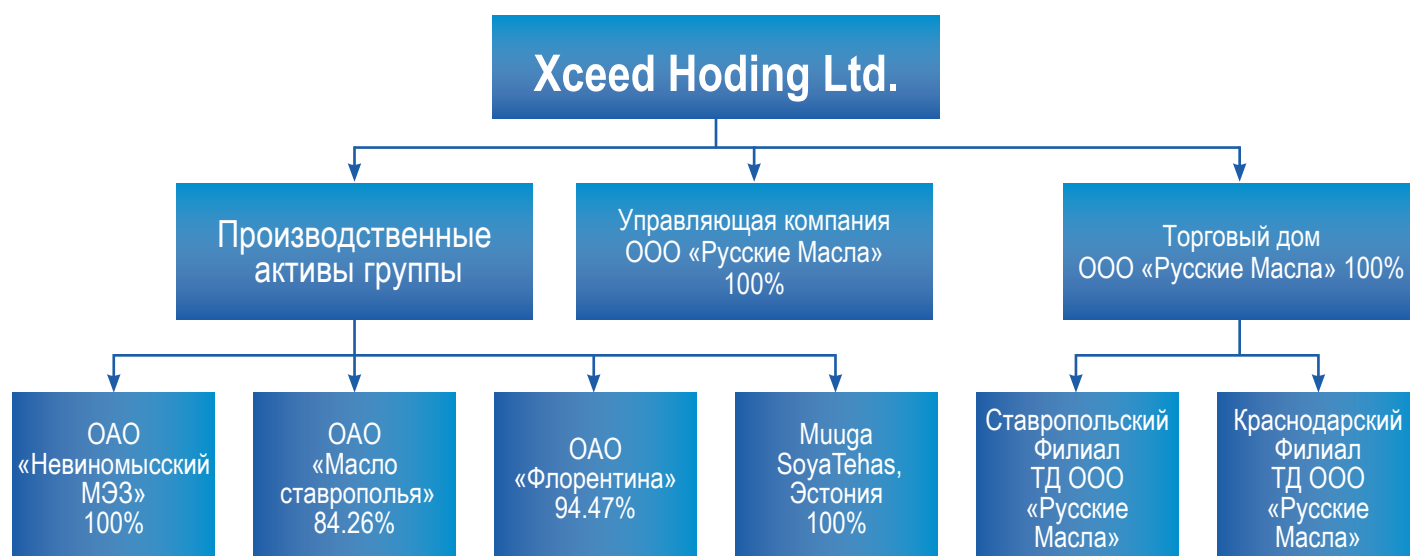 Xceed Hoding Ltd.
Производственные
активы группы
Управляющая компания
ООО «Русские Масла»
100%
Торговый дом
ООО «Русские Масла» 100%
ОАО
«Невиномысский
МЭЗ»
100%
ОАО
«Масло
ставрополья»
84.26%
ОАО
«Флорентина»
94.47%
Muuga
SoyaTehas,
Эстония
100%
Ставропольский
Филиал
ТД ООО
«Русские
Масла»
Краснодарский
Филиал
ТД ООО
«Русские
Масла»